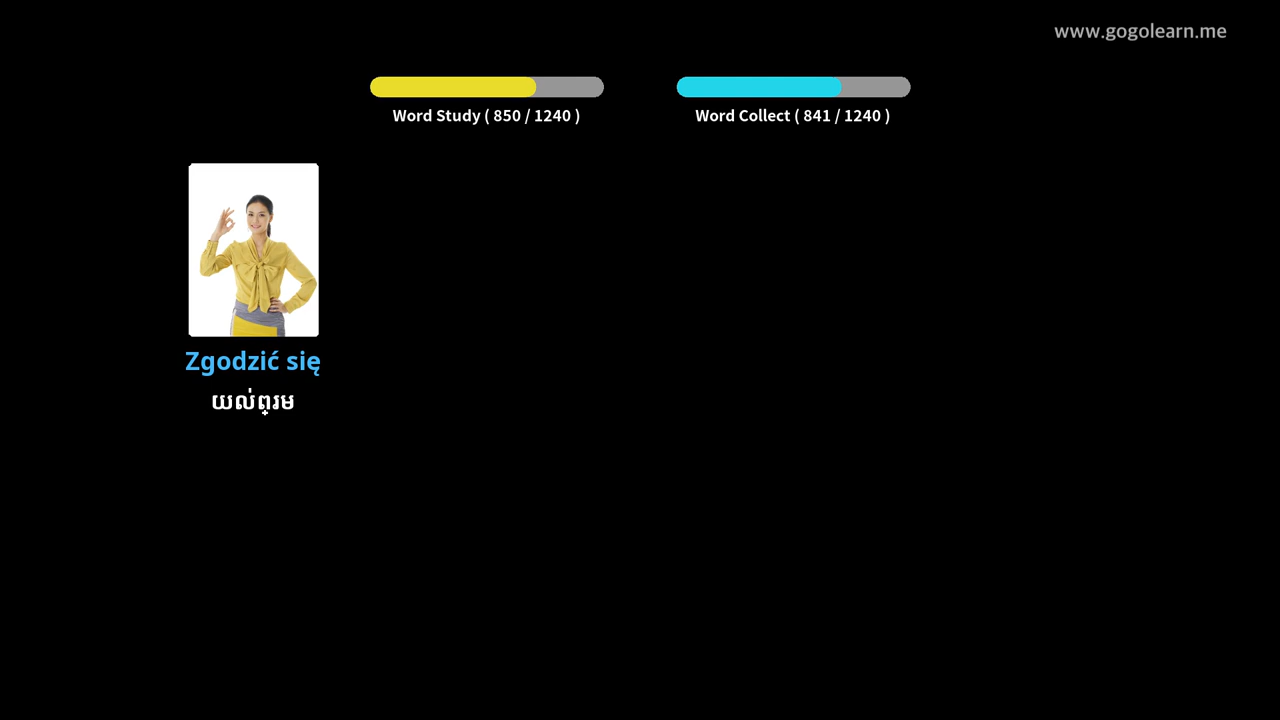 www.gogolearn.me
Word Study ( 850 / 1240 )
Word Collect ( 841 / 1240 )
Zgodzić się
យល់ព្រម